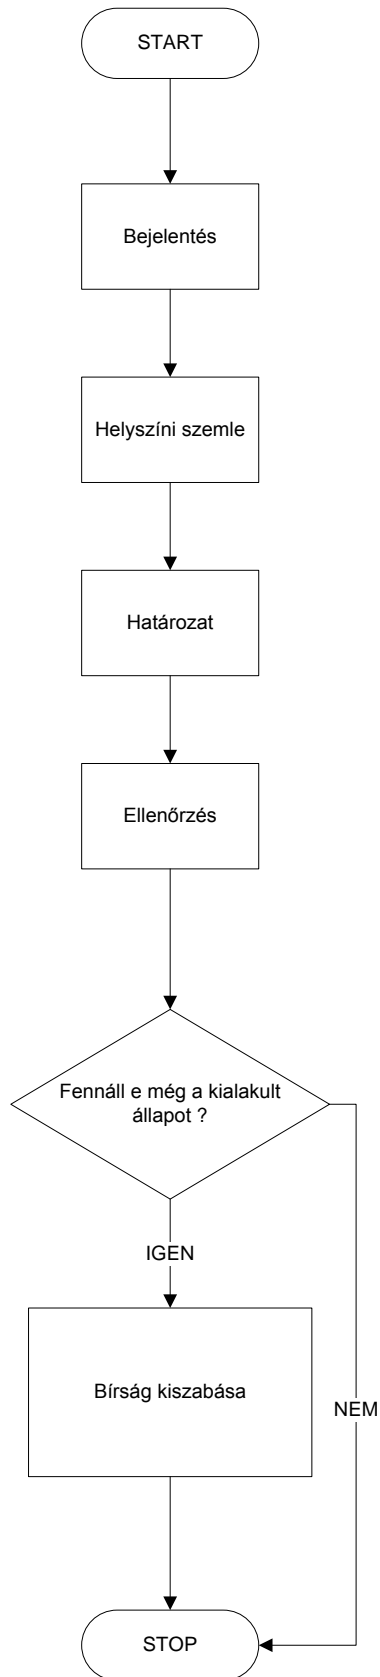 START
Bejelentés
Helyszíni szemle
Határozat
Ellenőrzés
Fennáll e még a kialakult
állapot ?
IGEN
Bírság kiszabása
NEM
STOP